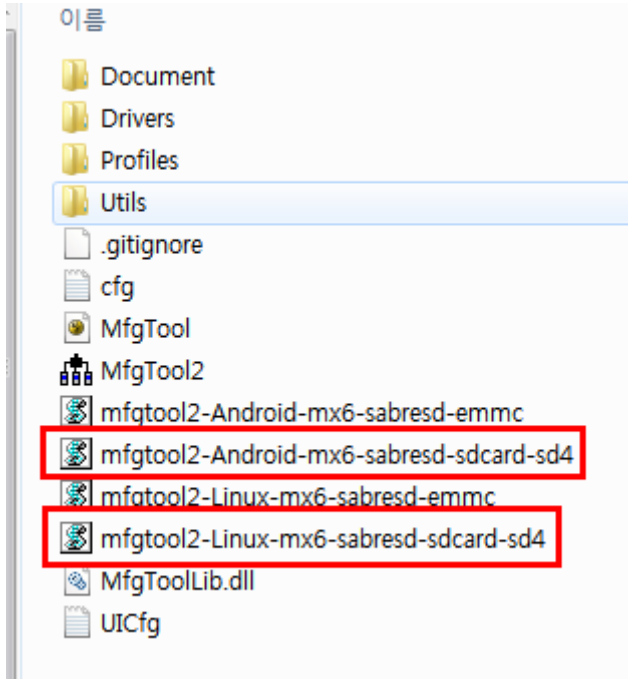 이름
Document
Drivers
Profiles
Utils
.gitignore
cfg
MfgTool
MfgTool2
mfgtool2-Android-mx6-sabresd-emmc
mfgtool2-Android-mx6-sabresd-sdcard-sd4
mfgtool2-Linux-mx6-sabresd-emmc
mfgtool2-Linux-mx6-sabresd-sdcard-sd4
MfgToolLib.dll
UICfg